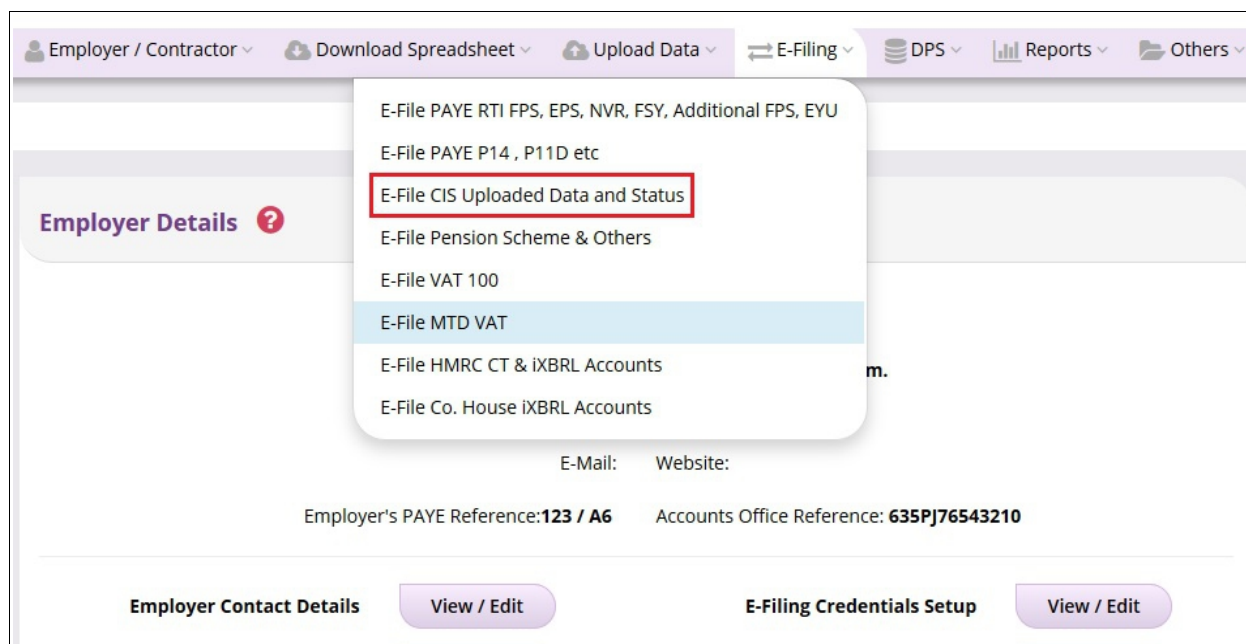 Employer / Contractor Download Spreadsheet Upload Data E-Filing DPS Reports Others
E-File PAYE RTI FPS, EPS, NVR, FSY, Additional FPS, EYU
E-File PAYE P14 , P11D etc
E-File CIS Uploaded Data and Status
Employer Details ?
E-File Pension Scheme & Others
E-File VAT 100
E-File MTD VAT
E-File HMRC CT & iXBRL Accounts
m.
E-File Co. House iXBRL Accounts
E-Mail: Website:
Employer's PAYE Reference:123 / A6 Accounts Office Reference: 635PJ76543210
Employer Contact Details View / Edit E-Filing Credentials Setup View / Edit